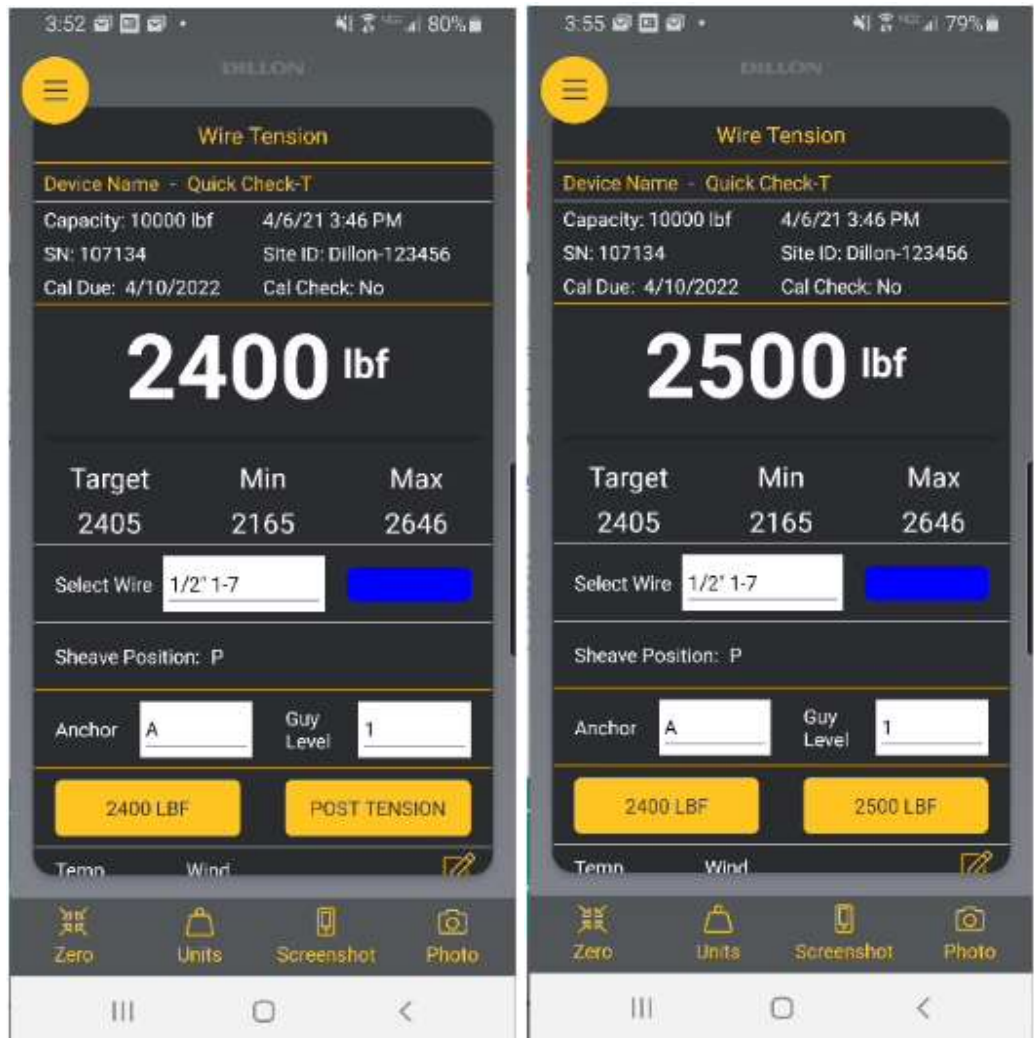 3:52
80%
DILLON
Wire Tension
Device Name - Quick Check-T
Capacity: 10000 lbf 4/6/21 3:46 PM
SN: 107134 Site ID: Dillon-123456
Cal Due: 4/10/2022 Cal Check: No
2400 lbf
Target Min Max
2405 2165 2646
Select Wire 1/2" 1-7
Sheave Position: P
Anchor A Guy Level 1
2400 LBF POST TENSION
Temp Wind
Zero Units Screenshot Photo
3:55
79%
DILLON
Wire Tension
Device Name - Quick Check-T
Capacity: 10000 lbf 4/6/21 3:46 PM
SN: 107134 Site ID: Dillon-123456
Cal Due: 4/10/2022 Cal Check: No
2500 lbf
Target Min Max
2405 2165 2646
Select Wire 1/2" 1-7
Sheave Position: P
Anchor A Guy Level 1
2400 LBF 2500 LBF
Temp Wind
Zero Units Screenshot Photo